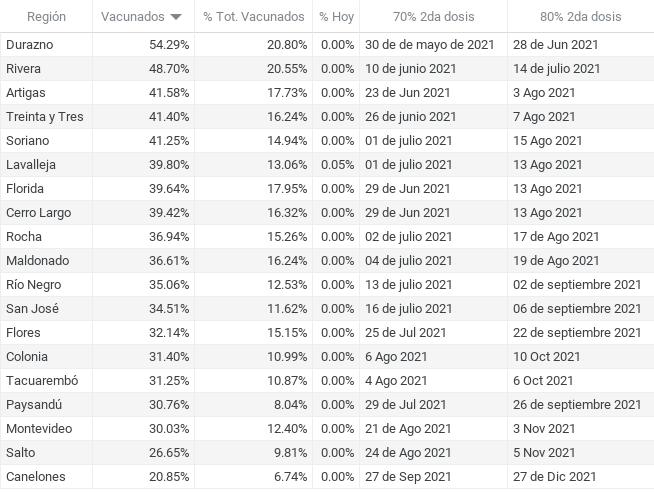 Región Vacunados % Tot. Vacunados % Hoy 70% 2da dosis 80% 2da dosis
Durazno 54.29% 20.80% 0.00% 30 de de mayo de 2021 28 de Jun 2021
Rivera 48.70% 20.55% 0.00% 10 de junio 2021 14 de julio 2021
Artigas 41.58% 17.73% 0.00% 23 de Jun 2021 3 Ago 2021
Treinta y Tres 41.40% 16.24% 0.00% 26 de junio 2021 7 Ago 2021
Soriano 41.25% 14.94% 0.00% 01 de julio 2021 15 Ago 2021
Lavalleja 39.80% 13.06% 0.05% 01 de julio 2021 13 Ago 2021
Florida 39.64% 17.95% 0.00% 29 de Jun 2021 13 Ago 2021
Cerro Largo 39.42% 16.32% 0.00% 29 de Jun 2021 13 Ago 2021
Rocha 36.94% 15.26% 0.00% 02 de julio 2021 17 de Ago 2021
Maldonado 36.61% 16.24% 0.00% 04 de julio 2021 19 de Ago 2021
Río Negro 35.06% 12.53% 0.00% 13 de julio 2021 02 de septiembre 2021
San José 34.51% 11.62% 0.00% 16 de julio 2021 06 de septiembre 2021
Flores 32.14% 15.15% 0.00% 25 de Jul 2021 22 de septiembre 2021
Colonia 31.40% 10.99% 0.00% 6 Ago 2021 10 Oct 2021
Tacuarembó 31.25% 10.87% 0.00% 4 Ago 2021 6 Oct 2021
Paysandú 30.76% 8.04% 0.00% 29 de Jul 2021 26 de septiembre 2021
Montevideo 30.03% 12.40% 0.00% 21 de Ago 2021 3 Nov 2021
Salto 26.65% 9.81% 0.00% 24 de Ago 2021 5 Nov 2021
Canelones 20.85% 6.74% 0.00% 27 de Sep 2021 27 de Dic 2021